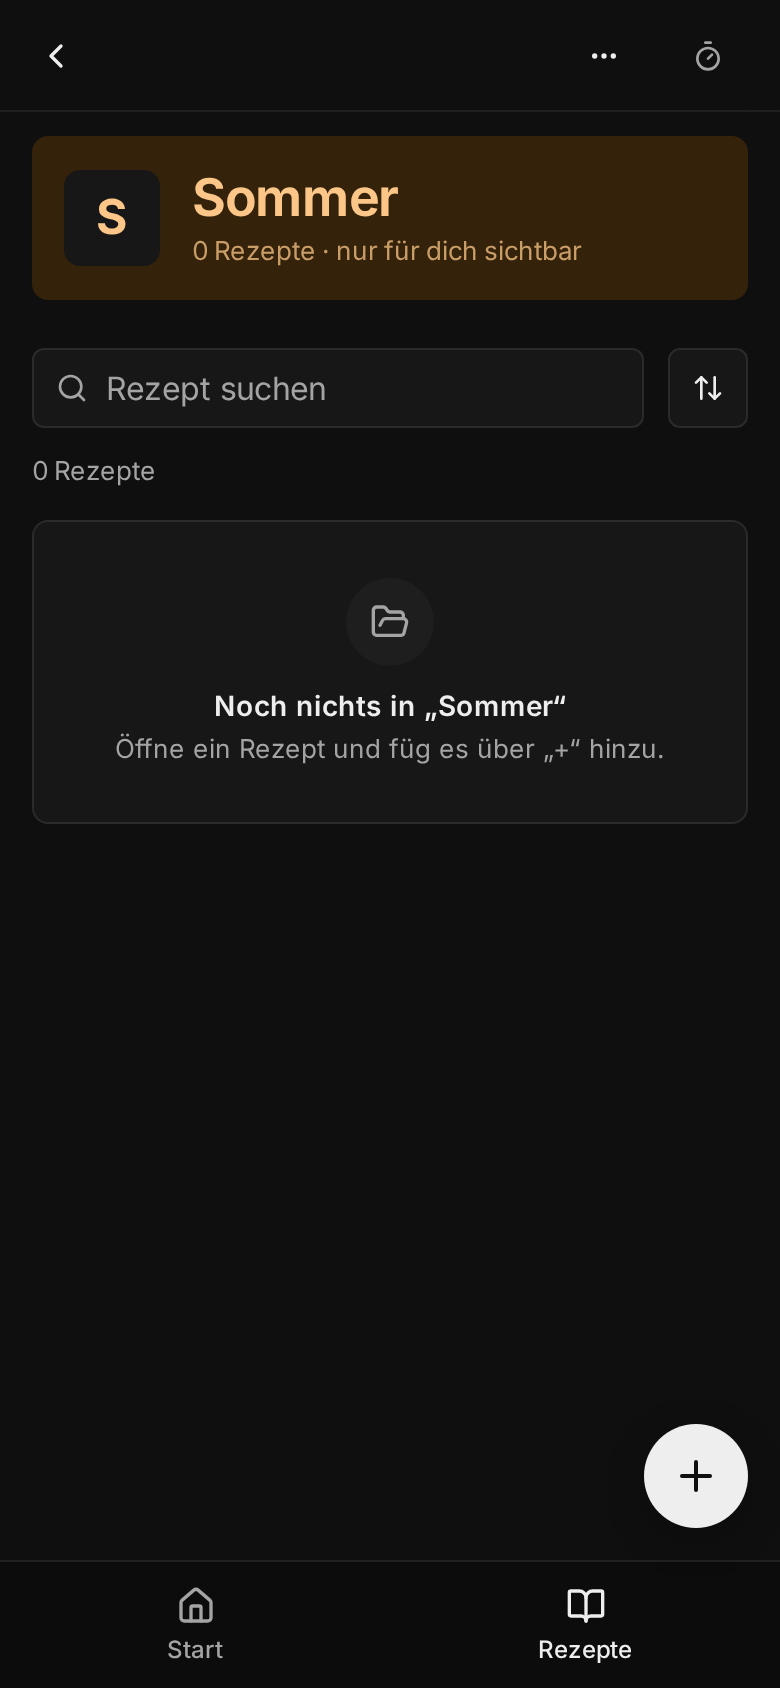 S
Sommer
0 Rezepte · nur für dich sichtbar
Rezept suchen
0 Rezepte
Noch nichts in „Sommer“
Öffne ein Rezept und füg es über „+“ hinzu.
Start
Rezepte